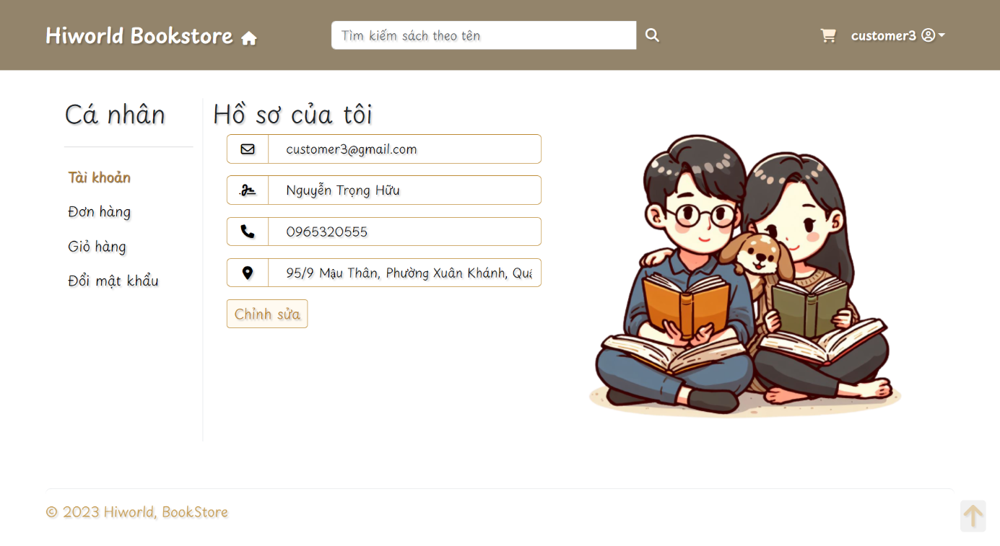 Hiworld Bookstore
Tìm kiếm sách theo tên
customer3
Cá nhân
Tài khoản
Đơn hàng
Giỏ hàng
Đổi mật khẩu
Hồ sơ của tôi
customer3@gmail.com
Nguyễn Trọng Hữu
0965320555
95/9 Mậu Thân, Phường Xuân Khánh,
Chỉnh sửa
© 2023 Hiworld, BookStore